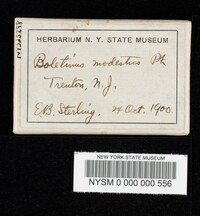 HERBARIUM N. Y. STATE MUSEUM
Boletinus modestus Pk
Trenton, N.J.
E.B. Sterling, 24 Oct. 1900.
NEW YORK STATE MUSEUM
NYSM 0 000 000 556